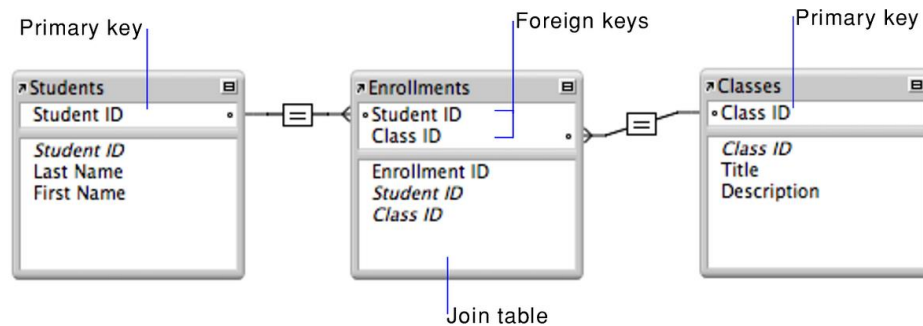 Primary key
Foreign keys
Primary key
Students
Student ID
Student ID
Last Name
First Name
Enrollments
Student ID
Class ID
Enrollment ID
Student ID
Class ID
Classes
Class ID
Class ID
Title
Description
Join table